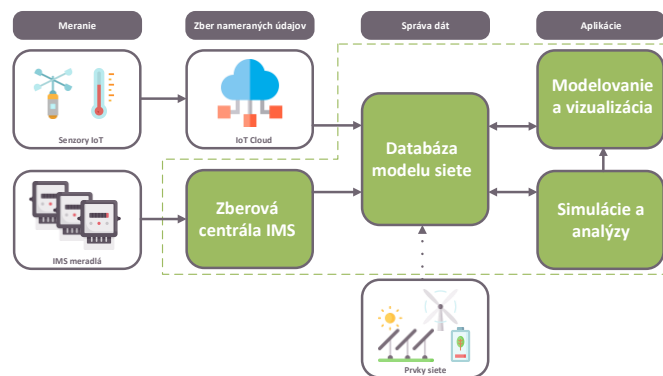 Meranie
Zber nameraných údajov
Správa dát
Aplikácie
Senzory IoT
IoT Cloud
Databáza
modelu siete
Modelovanie
a vizualizácia
IMS meradlá
Zberová
centrála IMS
Simulácie a
analýzy
Prvky siete